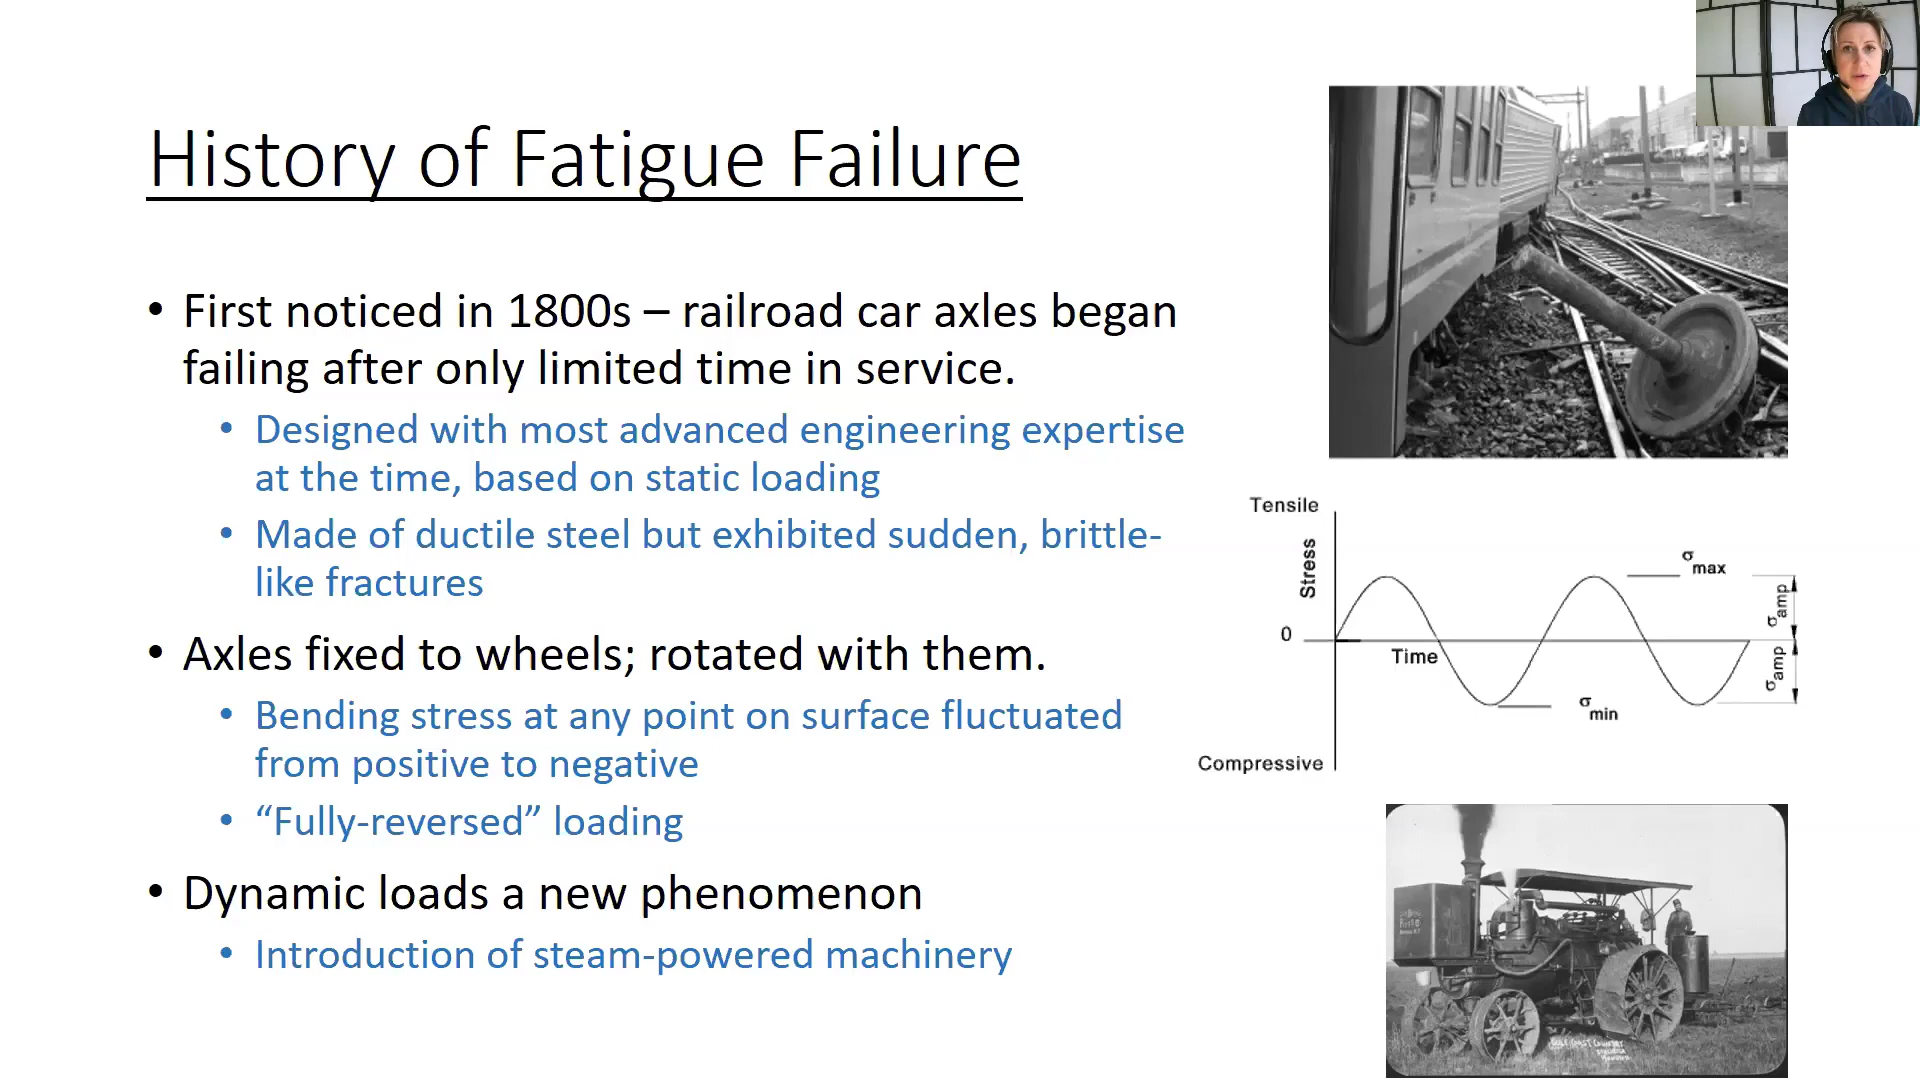 History of Fatigue Failure
• First noticed in 1800s – railroad car axles began
failing after only limited time in service.
• Designed with most advanced engineering expertise
at the time, based on static loading
• Made of ductile steel but exhibited sudden, brittle-
like fractures
• Axles fixed to wheels; rotated with them.
• Bending stress at any point on surface fluctuated
from positive to negative
• “Fully-reversed” loading
• Dynamic loads a new phenomenon
• Introduction of steam-powered machinery
Tensile
Stress
0
Time
Compressive
σmax
σamp
σamp
σmin